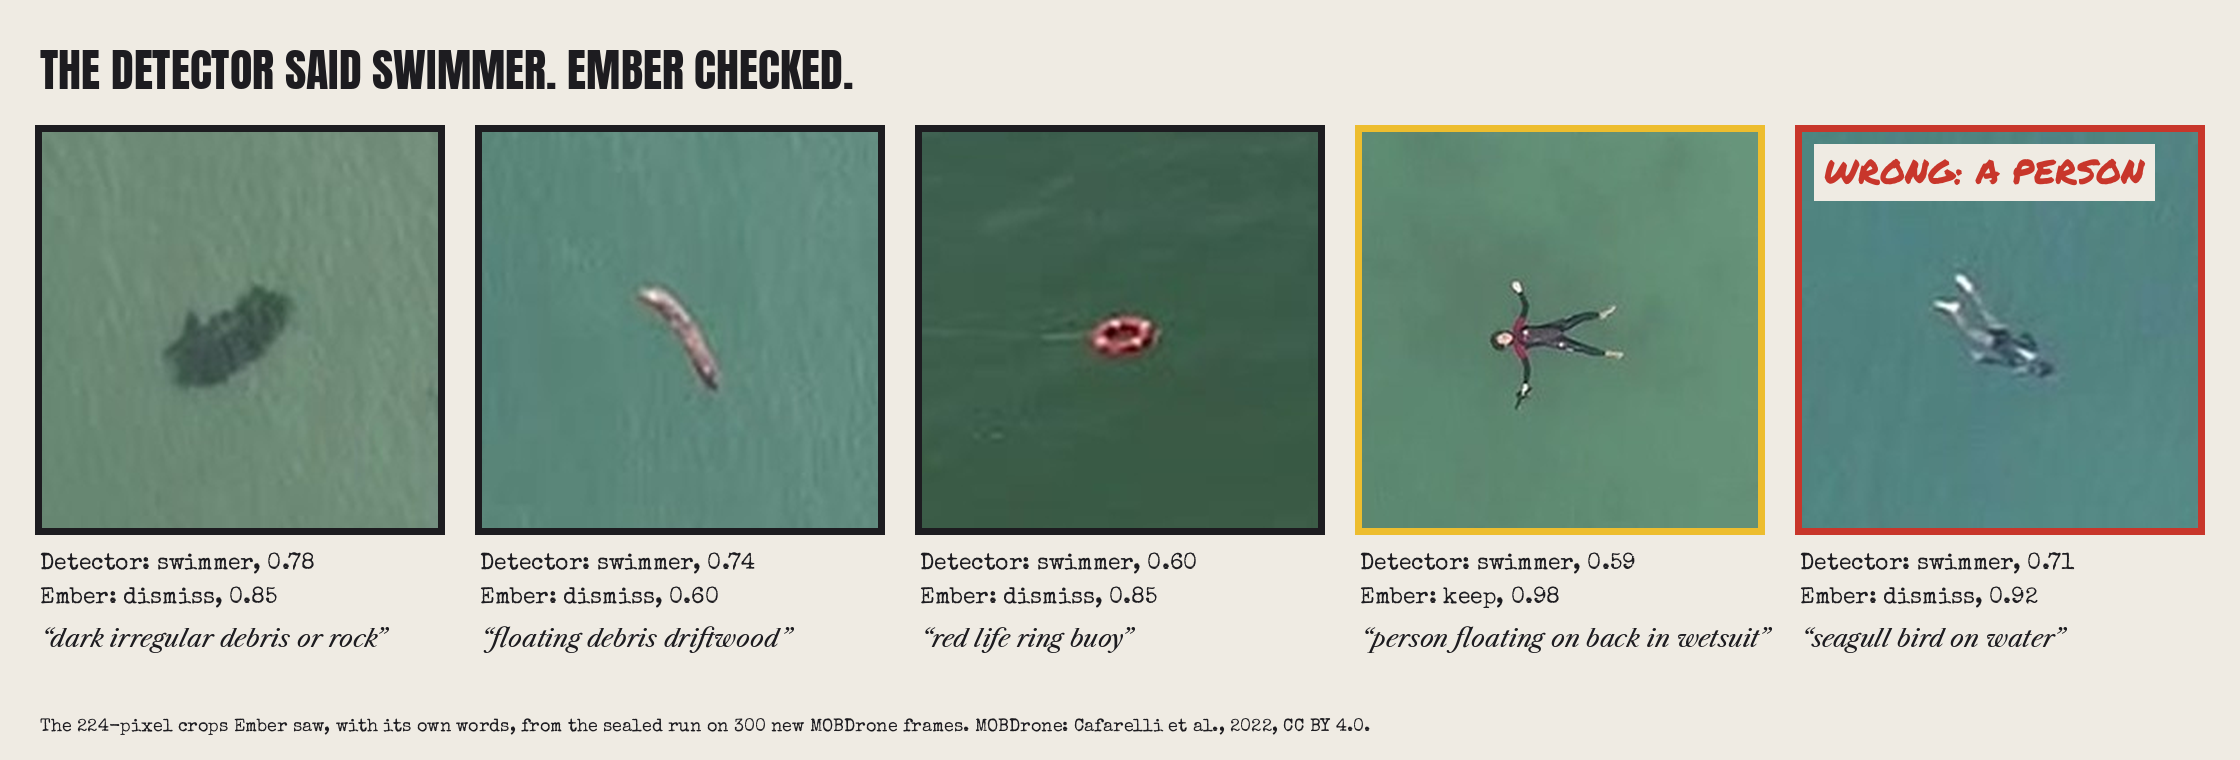 THE DETECTOR SAID SWIMMER. EMBER CHECKED.
WRONG: A PERSON
Detector: swimmer, 0.78
Ember: dismiss, 0.85
“dark irregular debris or rock”
Detector: swimmer, 0.74
Ember: dismiss, 0.60
“floating debris driftwood”
Detector: swimmer, 0.60
Ember: dismiss, 0.85
“red life ring buoy”
Detector: swimmer, 0.59
Ember: keep, 0.98
“person floating on back in wetsuit”
Detector: swimmer, 0.71
Ember: dismiss, 0.92
“seagull bird on water”
The 224-pixel crops Ember saw, with its own words, from the sealed run on 300 new MOBDrone frames. MOBDrone: Cafarelli et al., 2022, CC BY 4.0.